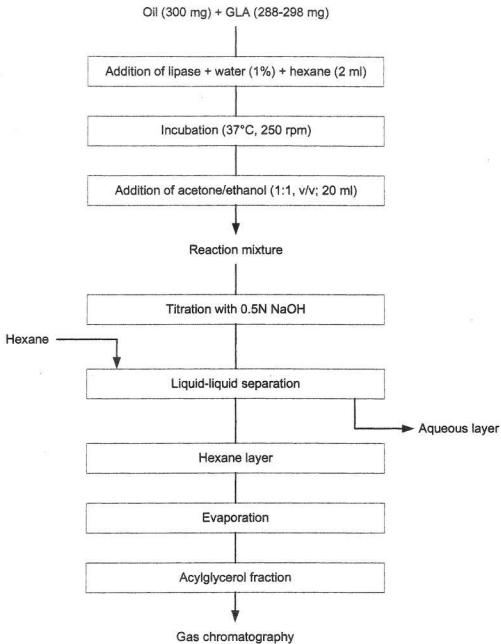 Oil (300 mg) + GLA (288-298 mg)
Addition of lipase + water (1%) + hexane (2 ml)
Incubation (37°C, 250 rpm)
Addition of acetone/ethanol (1:1, v/v; 20 ml)
Reaction mixture
Titration with 0.5N NaOH
Hexane
Liquid-liquid separation
Aqueous layer
Hexane layer
Evaporation
Acylglycerol fraction
Gas chromatography